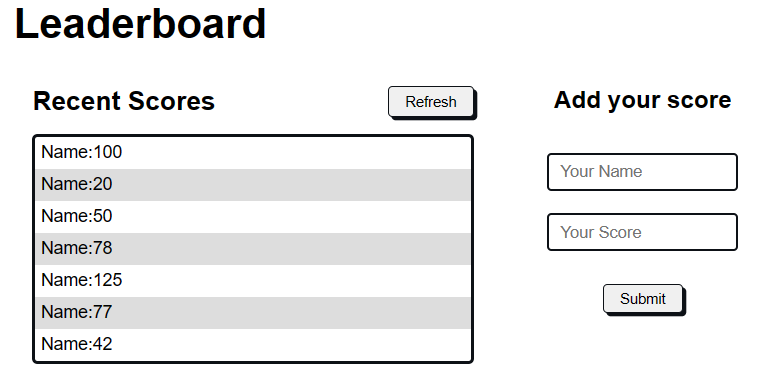 Leaderboard
Recent Scores
Refresh
Name:100
Name:20
Name:50
Name:78
Name:125
Name:77
Name:42
Add your score
Your Name
Your Score
Submit